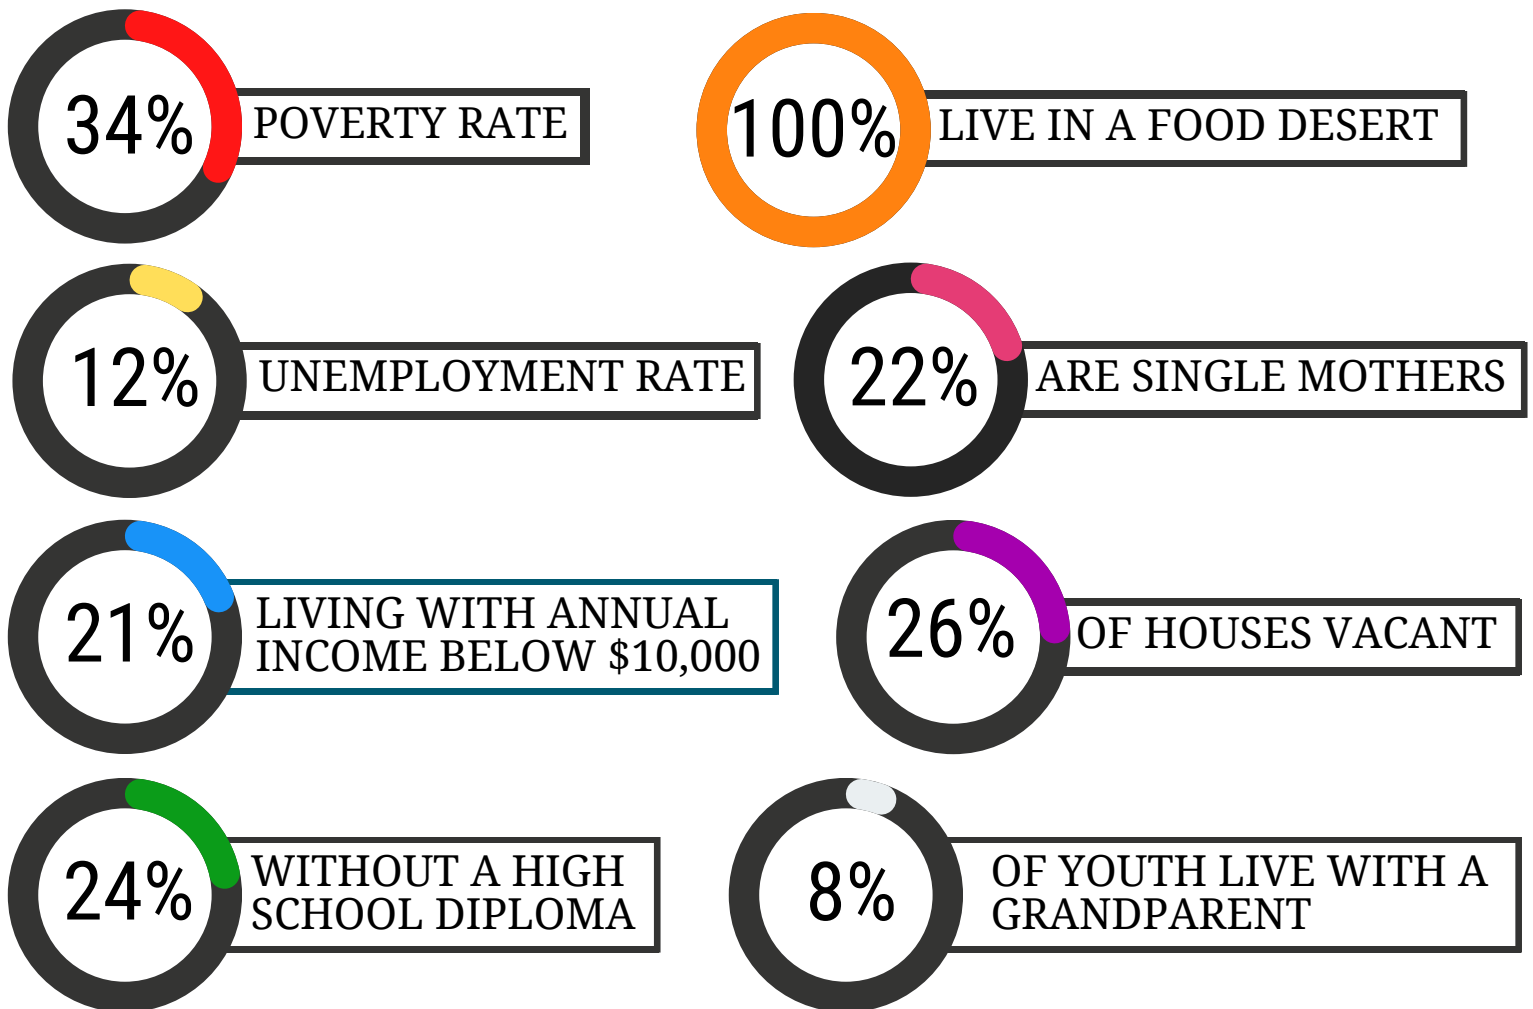 34%
POVERTY RATE
100%
LIVE IN A FOOD DESERT
12%
UNEMPLOYMENT RATE
22%
ARE SINGLE MOTHERS
21%
LIVING WITH ANNUAL
INCOME BELOW $10,000
26%
OF HOUSES VACANT
24%
WITHOUT A HIGH
SCHOOL DIPLOMA
8%
OF YOUTH LIVE WITH A
GRANDPARENT